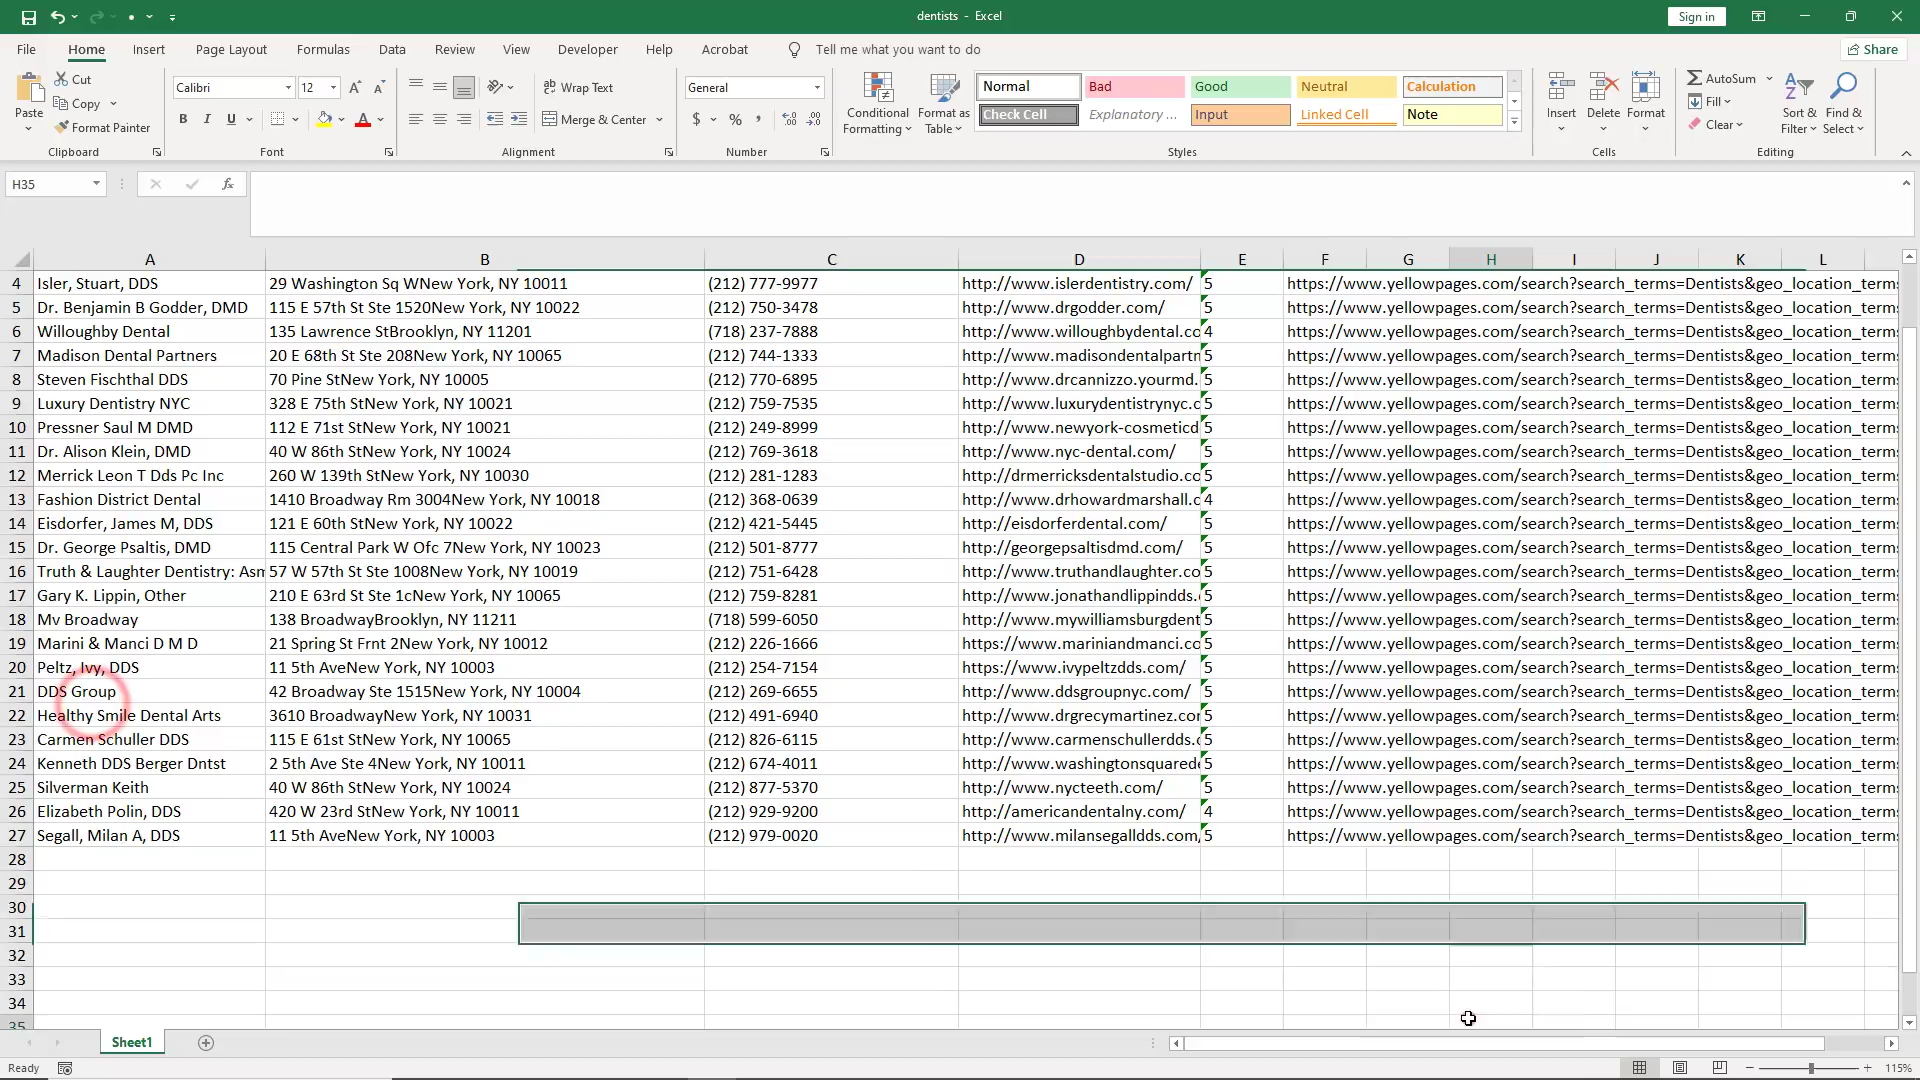 dentists - Excel
Sign in
File Home Insert Page Layout Formulas Data Review View Developer Help Acrobat Tell me what you want to do Share
Paste
Cut
Copy
Format Painter
Calibri 12
B I U
Wrap Text
Merge & Center
General
$ % ,
Conditional Formatting
Format as Table
Normal Bad Good Neutral Calculation
Check Cell Explanatory ... Input Linked Cell Note
Insert Delete Format
AutoSum
Fill
Clear
Sort & Filter
Find & Select
Clipboard Font Alignment Number Styles Cells Editing
H35 fx
A B C D E F G H I J K L
4 Isler, Stuart, DDS 29 Washington Sq WNew York, NY 10011 (212) 777-9977 http://www.islerdentistry.com/ 5 https://www.yellowpages.com/search?search_terms=Dentists&geo_location_terms
5 Dr. Benjamin B Godder, DMD 115 E 57th St Ste 1520New York, NY 10022 (212) 750-3478 http://www.drgodder.com/ 5 https://www.yellowpages.com/search?search_terms=Dentists&geo_location_terms
6 Willoughby Dental 135 Lawrence StBrooklyn, NY 11201 (718) 237-7888 http://www.willoughbydental.co 4 https://www.yellowpages.com/search?search_terms=Dentists&geo_location_terms
7 Madison Dental Partners 20 E 68th St Ste 208New York, NY 10065 (212) 744-1333 http://www.madisondentalpartn 5 https://www.yellowpages.com/search?search_terms=Dentists&geo_location_terms
8 Steven Fischthal DDS 70 Pine StNew York, NY 10005 (212) 770-6895 http://www.drcannizzo.yourmd. 5 https://www.yellowpages.com/search?search_terms=Dentists&geo_location_terms
9 Luxury Dentistry NYC 328 E 75th StNew York, NY 10021 (212) 759-7535 http://www.luxurydentistrynyc.c 5 https://www.yellowpages.com/search?search_terms=Dentists&geo_location_terms
10 Pressner Saul M DMD 112 E 71st StNew York, NY 10021 (212) 249-8999 http://www.newyork-cosmeticd 5 https://www.yellowpages.com/search?search_terms=Dentists&geo_location_terms
11 Dr. Alison Klein, DMD 40 W 86th StNew York, NY 10024 (212) 769-3618 http://www.nyc-dental.com/ 5 https://www.yellowpages.com/search?search_terms=Dentists&geo_location_terms
12 Merrick Leon T Dds Pc Inc 260 W 139th StNew York, NY 10030 (212) 281-1283 http://drmerricksdentalstudio.co 5 https://www.yellowpages.com/search?search_terms=Dentists&geo_location_terms
13 Fashion District Dental 1410 Broadway Rm 3004New York, NY 10018 (212) 368-0639 http://www.drhowardmarshall.c 4 https://www.yellowpages.com/search?search_terms=Dentists&geo_location_terms
14 Eisdorfer, James M, DDS 121 E 60th StNew York, NY 10022 (212) 421-5445 http://eisdorferdental.com/ 5 https://www.yellowpages.com/search?search_terms=Dentists&geo_location_terms
15 Dr. George Psaltis, DMD 115 Central Park W Ofc 7New York, NY 10023 (212) 501-8777 http://georgepsaltisdmd.com/ 5 https://www.yellowpages.com/search?search_terms=Dentists&geo_location_terms
16 Truth & Laughter Dentistry: Asm 57 W 57th St Ste 1008New York, NY 10019 (212) 751-6428 http://www.truthandlaughter.co 5 https://www.yellowpages.com/search?search_terms=Dentists&geo_location_terms
17 Gary K. Lippin, Other 210 E 63rd St Ste 1cNew York, NY 10065 (212) 759-8281 http://www.jonathandlippindds. 5 https://www.yellowpages.com/search?search_terms=Dentists&geo_location_terms
18 Mv Broadway 138 BroadwayBrooklyn, NY 11211 (718) 599-6050 http://www.mywilliamsburgdent 5 https://www.yellowpages.com/search?search_terms=Dentists&geo_location_terms
19 Marini & Manci D M D 21 Spring St Frnt 2New York, NY 10012 (212) 226-1666 https://www.mariniandmanci.co 5 https://www.yellowpages.com/search?search_terms=Dentists&geo_location_terms
20 Peltz, Ivy, DDS 11 5th AveNew York, NY 10003 (212) 254-7154 https://www.ivypeltzdds.com/ 5 https://www.yellowpages.com/search?search_terms=Dentists&geo_location_terms
21 DDS Group 42 Broadway Ste 1515New York, NY 10004 (212) 269-6655 http://www.ddsgroupnyc.com/ 5 https://www.yellowpages.com/search?search_terms=Dentists&geo_location_terms
22 Healthy Smile Dental Arts 3610 BroadwayNew York, NY 10031 (212) 491-6940 http://www.drgrecymartinez.cor 5 https://www.yellowpages.com/search?search_terms=Dentists&geo_location_terms
23 Carmen Schuller DDS 115 E 61st StNew York, NY 10065 (212) 826-6115 http://www.carmenschullerdds.c 5 https://www.yellowpages.com/search?search_terms=Dentists&geo_location_terms
24 Kenneth DDS Berger Dntst 2 5th Ave Ste 4New York, NY 10011 (212) 674-4011 http://www.washingtonsquarede 5 https://www.yellowpages.com/search?search_terms=Dentists&geo_location_terms
25 Silverman Keith 40 W 86th StNew York, NY 10024 (212) 877-5370 http://www.nycteeth.com/ 5 https://www.yellowpages.com/search?search_terms=Dentists&geo_location_terms
26 Elizabeth Polin, DDS 420 W 23rd StNew York, NY 10011 (212) 929-9200 http://americandentalny.com/ 4 https://www.yellowpages.com/search?search_terms=Dentists&geo_location_terms
27 Segall, Milan A, DDS 11 5th AveNew York, NY 10003 (212) 979-0020 http://www.milansegalldds.com, 5 https://www.yellowpages.com/search?search_terms=Dentists&geo_location_terms
28
29
30
31
32
33
34
35
Sheet1
Ready 115%